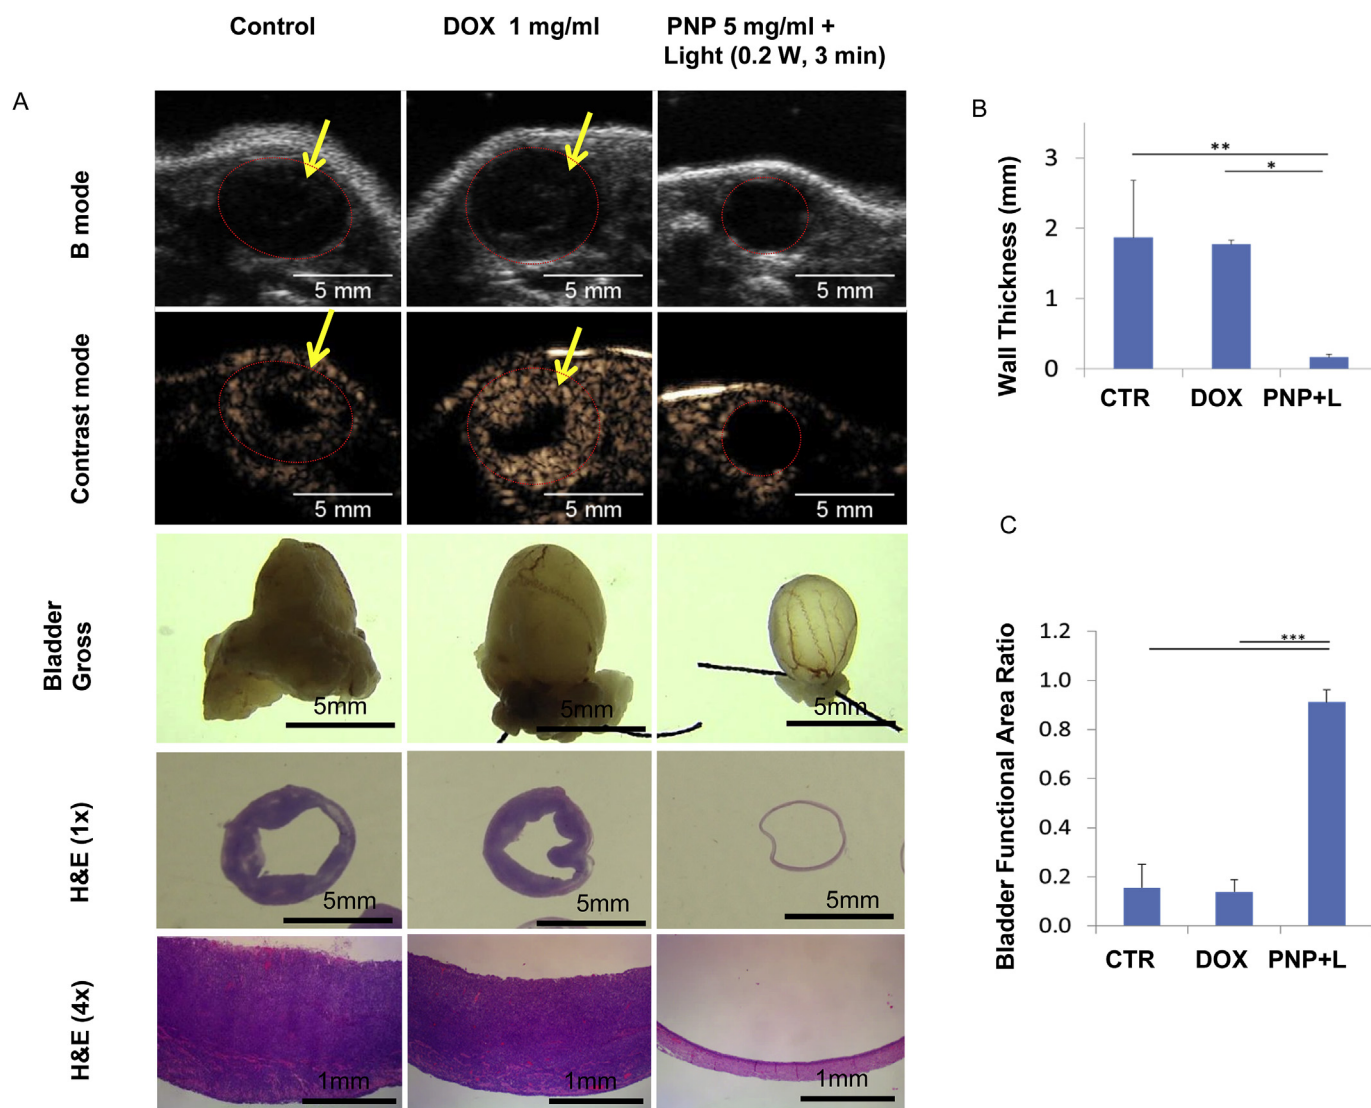 Control
DOX 1 mg/ml
PNP 5 mg/ml +
Light (0.2 W, 3 min)
A
B mode
5 mm
5 mm
5 mm
Contrast mode
5 mm
5 mm
5 mm
Bladder
Gross
5mm
5mm
5mm
H&E (1x)
5mm
5mm
5mm
H&E (4x)
1mm
1mm
1mm
B
Wall Thickness (mm)
3
2
1
0
**
*
CTR
DOX
PNP+L
C
Bladder Functional Area Ratio
1.2
1.0
0.8
0.6
0.4
0.2
0.0
***
CTR
DOX
PNP+L